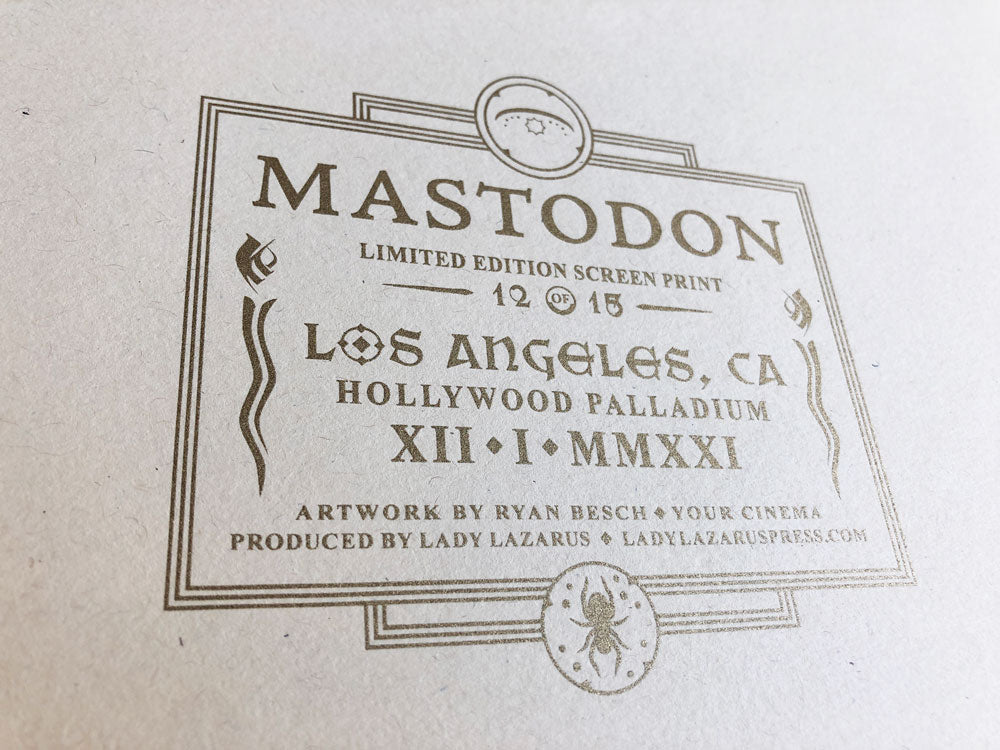 MASTODON
LIMITED EDITION SCREEN PRINT
12 OF 15
LOS ANGELES, CA
HOLLYWOOD PALLADIUM
XII ◆ I ◆ MMXXI
ARTWORK BY RYAN BESCH ◆ YOUR CINEMA
PRODUCED BY LADY LAZARUS ◆ LADYLAZARUSPRESS.COM